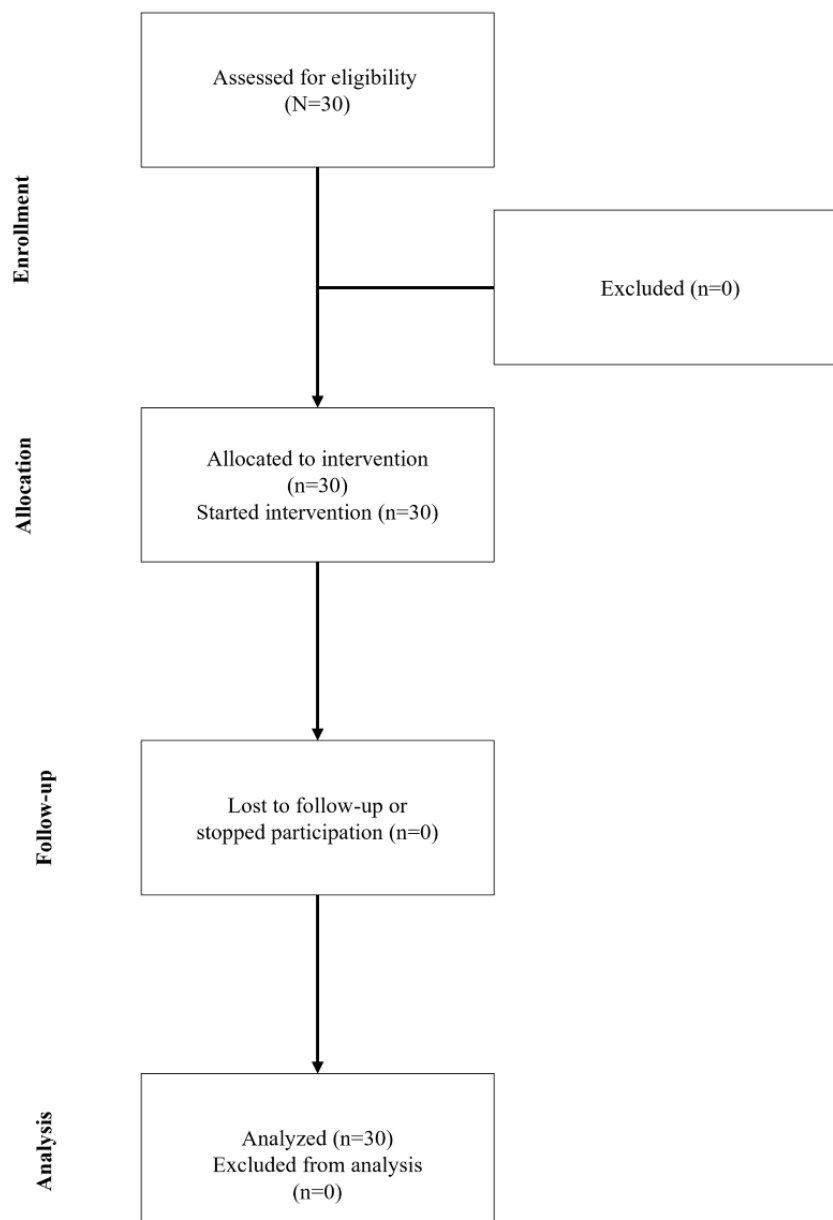 Assessed for eligibility
(N=30)
Enrollment
Excluded (n=0)
Allocation
Allocated to intervention
(n=30)
Started intervention (n=30)
Follow-up
Lost to follow-up or
stopped participation (n=0)
Analysis
Analyzed (n=30)
Excluded from analysis
(n=0)